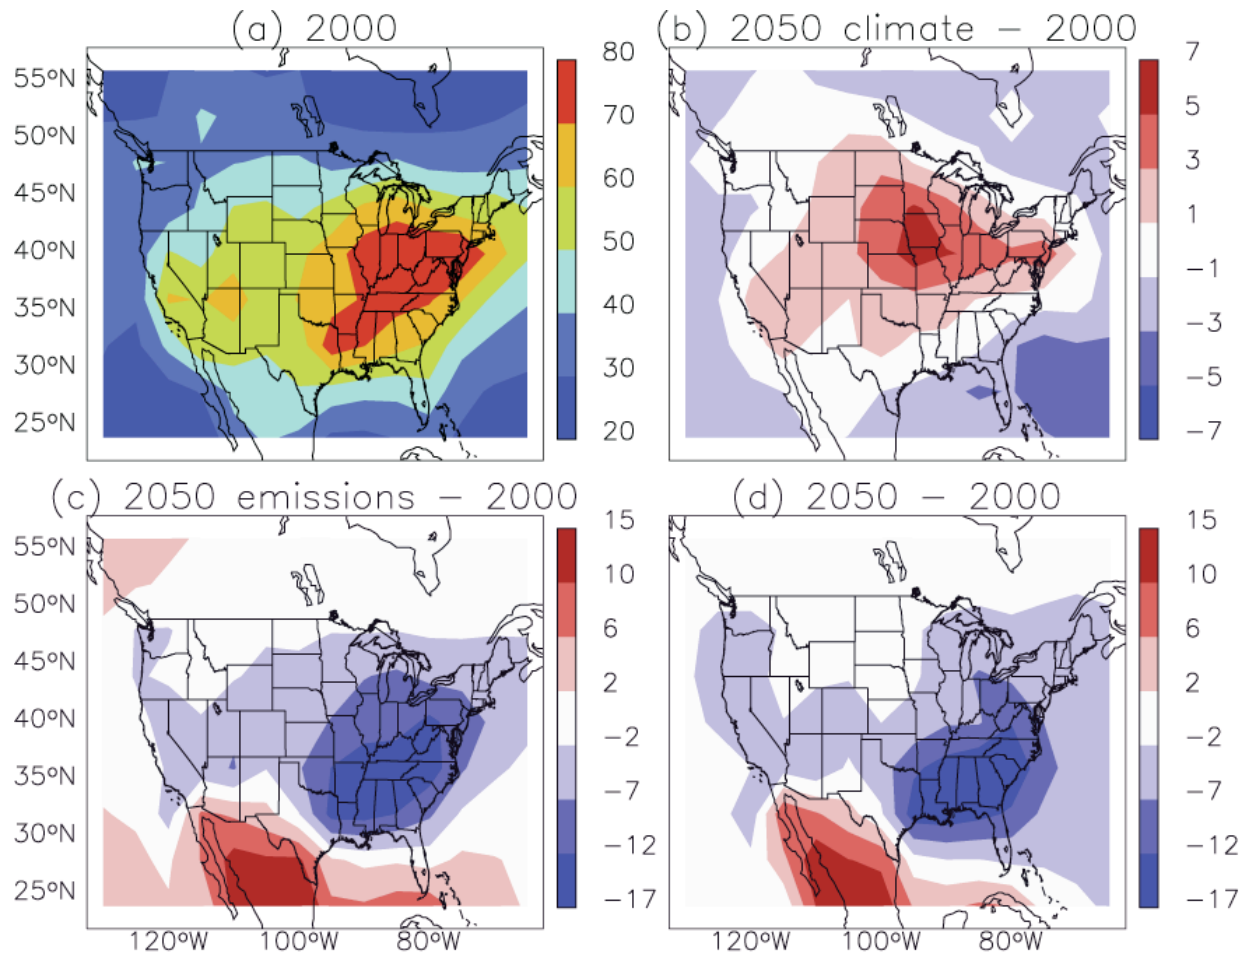 (a) 2000
(b) 2050 climate − 2000
55°N
50°N
45°N
40°N
35°N
30°N
25°N
80
70
60
50
40
30
20
7
5
3
1
−1
−3
−5
−7
(c) 2050 emissions − 2000
(d) 2050 − 2000
55°N
50°N
45°N
40°N
35°N
30°N
25°N
15
10
6
2
−2
−7
−12
−17
15
10
6
2
−2
−7
−12
−17
120°W 100°W 80°W
120°W 100°W 80°W